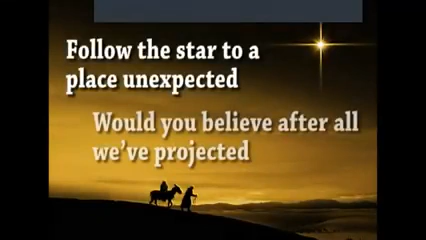 Follow the star to a
place unexpected
Would you believe after all
we've projected